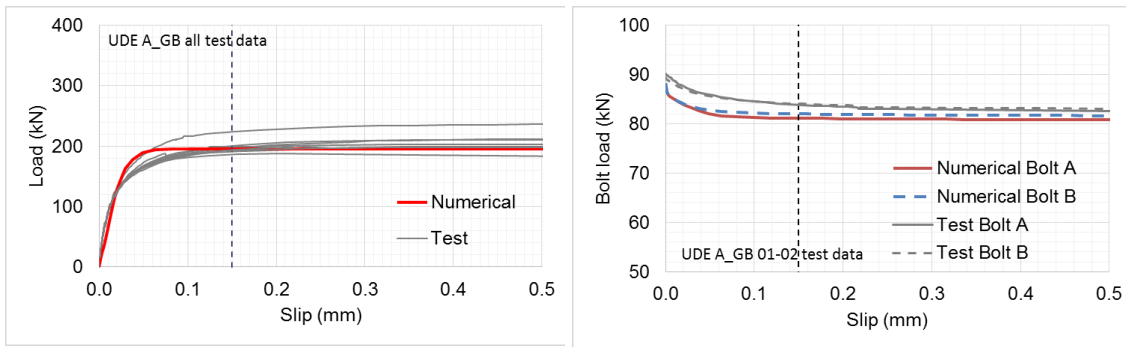 400
UDE A_GB all test data
300
200
100
0
Load (kN)
Numerical
Test
0.0 0.1 0.2 0.3 0.4 0.5
Slip (mm)
100
90
80
70
60
50
Bolt load (kN)
Numerical Bolt A
Numerical Bolt B
Test Bolt A
Test Bolt B
UDE A_GB 01-02 test data
0.0 0.1 0.2 0.3 0.4 0.5
Slip (mm)